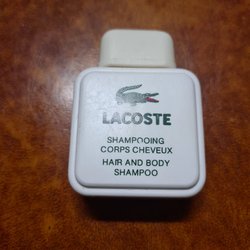 LACOSTE
SHAMPOOING
CORPS CHEVEUX
HAIR AND BODY
SHAMPOO